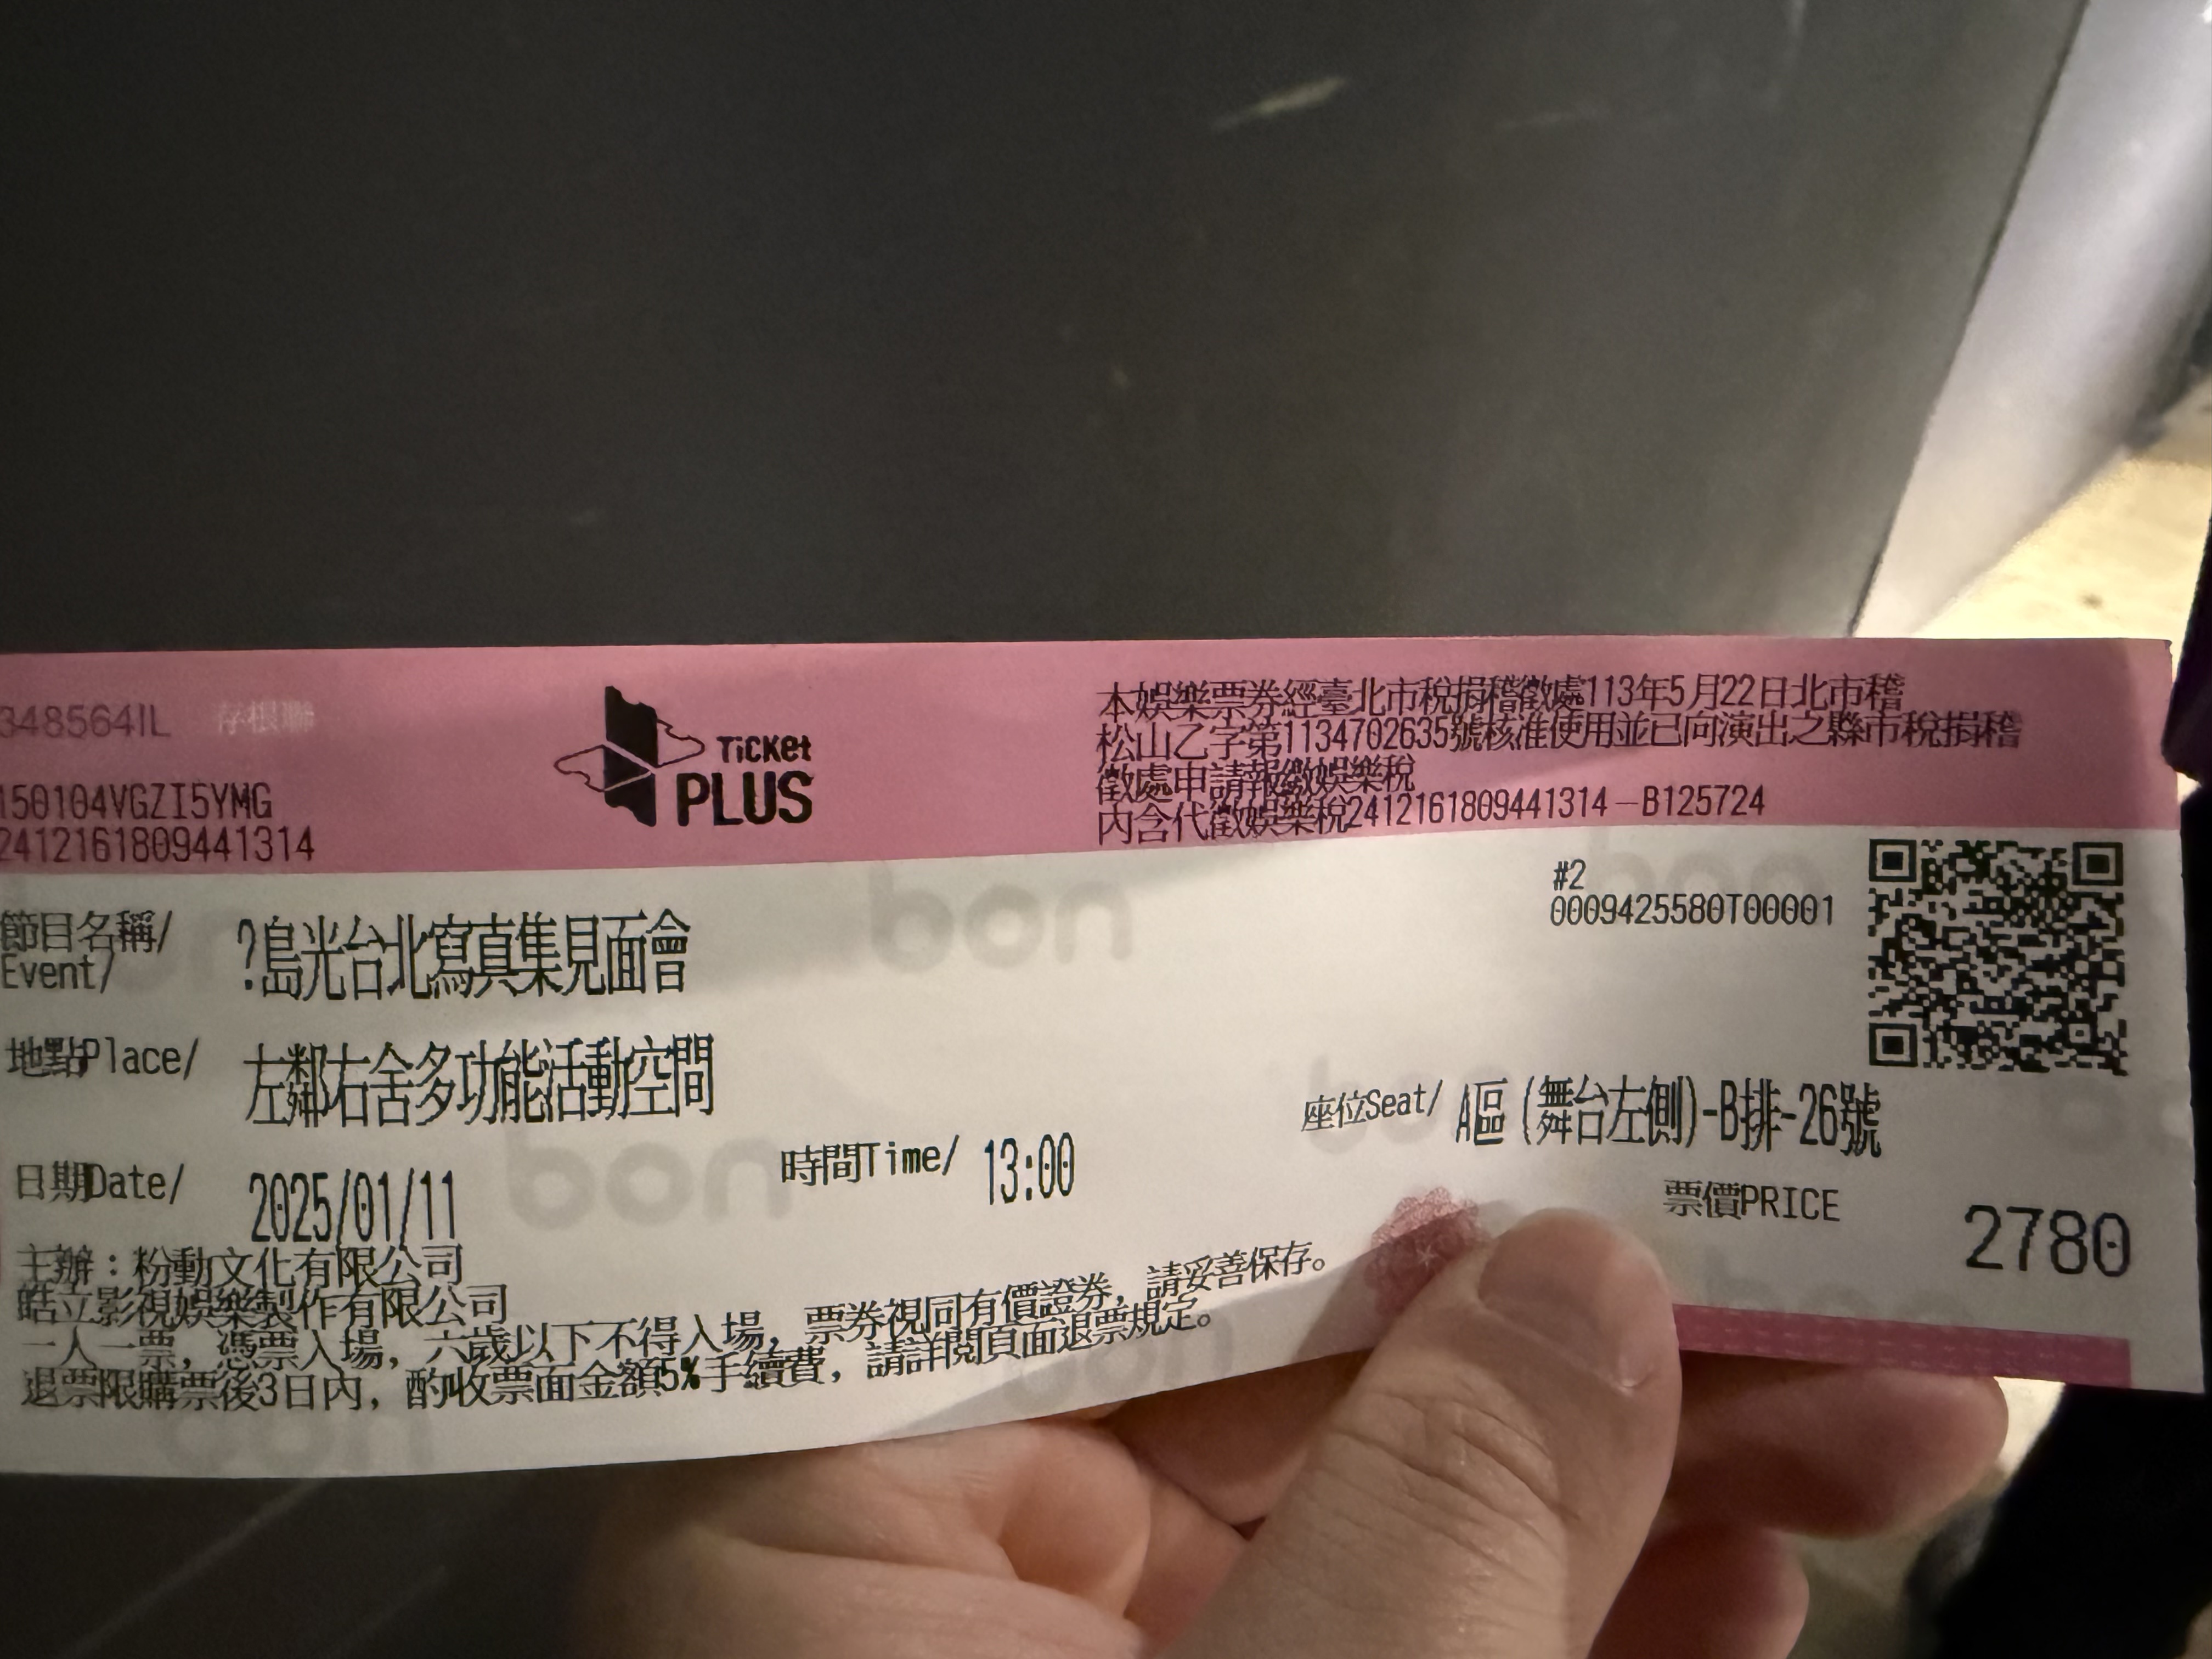 348564IL 存根聯
150104VGZI5YMG
2412161809441314
TicKet
PLUS
本娛樂票券經臺北市稅捐稽徵處113年5月22日北市稽
松山乙字第1134702635號核准使用並已向演出之縣市稅捐稽
徵處申請報繳娛樂稅
內含代徵娛樂稅2412161809441314－B125724
#2
0009425580T00001
節目名稱/
Event/
?島光台北寫真集見面會
地點Place/ 左鄰右舍多功能活動空間
座位Seat/ A區 (舞台左側)-B排-26號
日期Date/ 2025/01/11
時間Time/ 13:00
票價PRICE 2780
主辦：粉動文化有限公司
皓立影視娛樂製作有限公司
一人一票，憑票入場，六歲以下不得入場，票券視同有價證券，請妥善保存。
退票限購票後3日內，酌收票面金額5%手續費，請詳閱頁面退票規定。
bon
bon
bon
bon
bon
bon